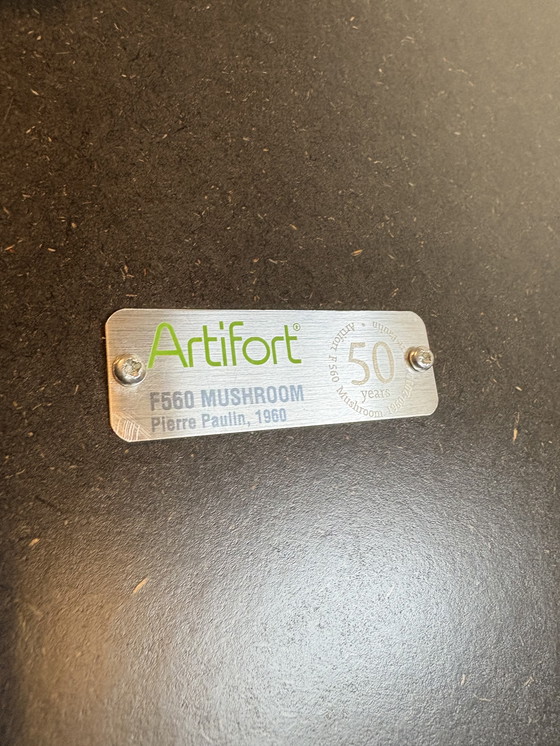 Artifort®
F560 MUSHROOM
Pierre Paulin, 1960
50
years
Artifort F560 Mushroom